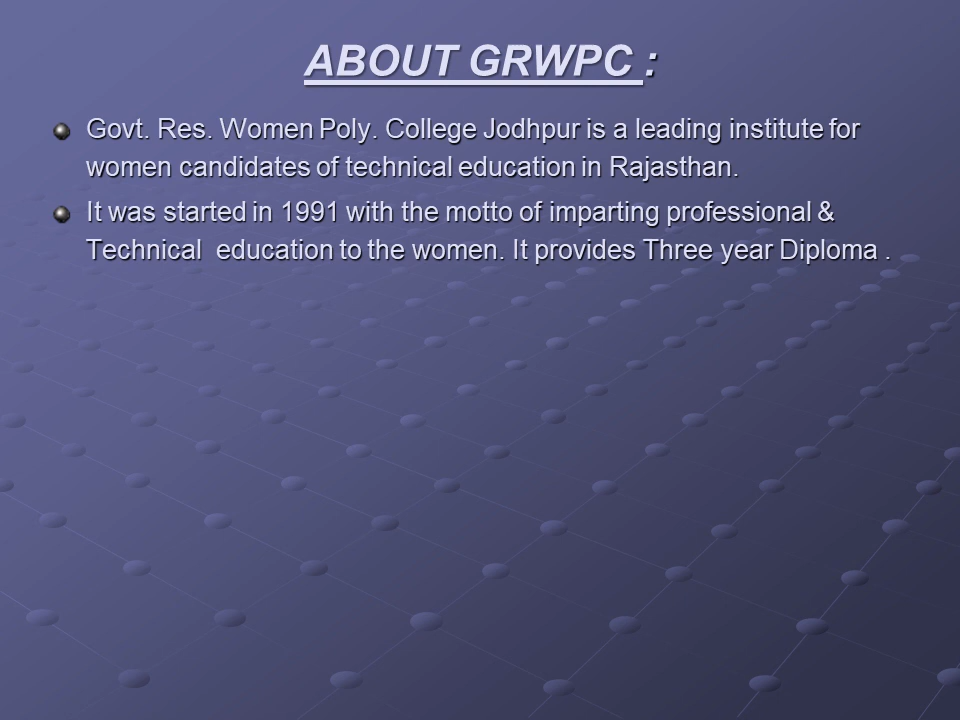 ABOUT GRWPC :
Govt. Res. Women Poly. College Jodhpur is a leading institute for
women candidates of technical education in Rajasthan.
It was started in 1991 with the motto of imparting professional &
Technical  education to the women. It provides Three year Diploma .